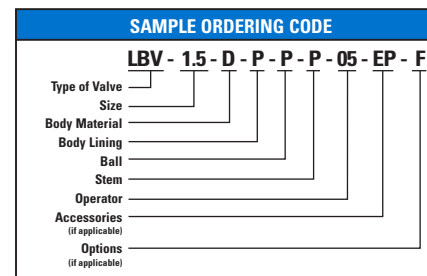 SAMPLE ORDERING CODE
LBV - 1.5 - D - P - P - P - 05 - EP - F
Type of Valve
Size
Body Material
Body Lining
Ball
Stem
Operator
Accessories
(if applicable)
Options
(if applicable)